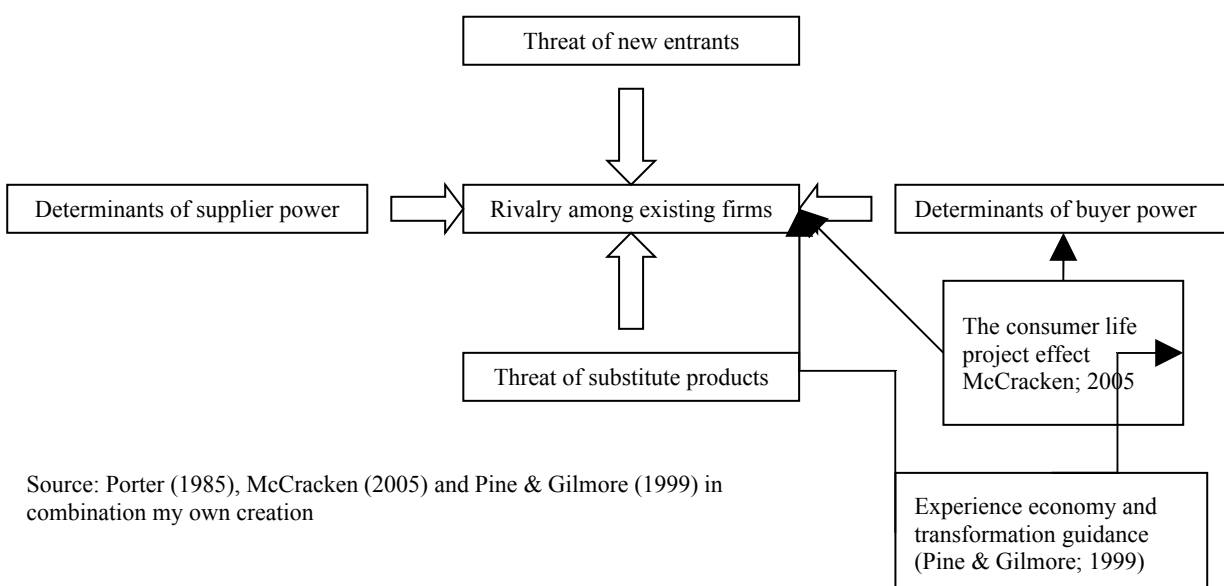 Threat of new entrants
Determinants of supplier power
Rivalry among existing firms
Determinants of buyer power
The consumer life
project effect
McCracken; 2005
Threat of substitute products
Source: Porter (1985), McCracken (2005) and Pine & Gilmore (1999) in
combination my own creation
Experience economy and
transformation guidance
(Pine & Gilmore; 1999)